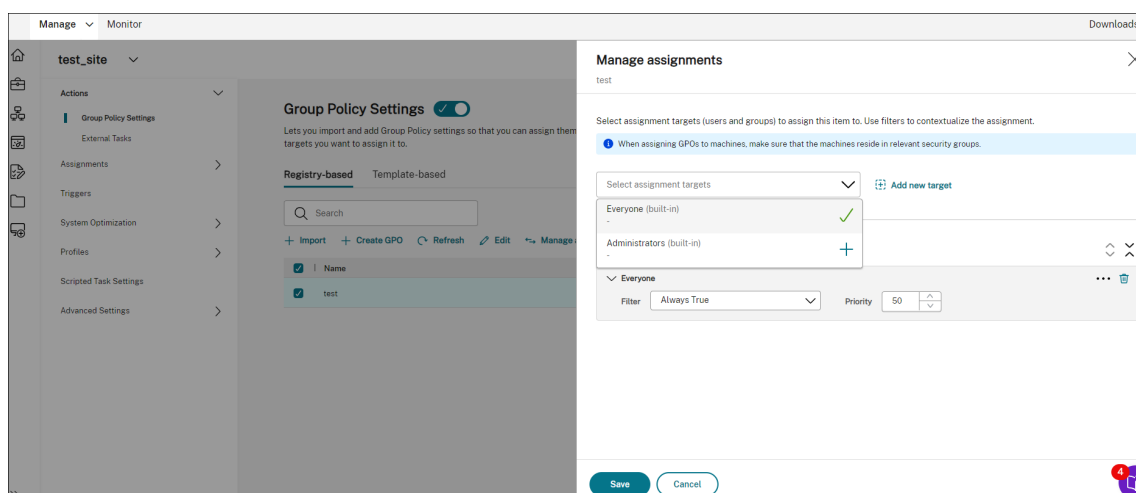 Manage Monitor Downloads
test_site
Actions
Group Policy Settings
External Tasks
Assignments
Triggers
System Optimization
Profiles
Scripted Task Settings
Advanced Settings
Group Policy Settings
Lets you import and add Group Policy settings so that you can assign them
targets you want to assign it to.
Registry-based Template-based
Search
Import Create GPO Refresh Edit Manage
Name
test
Manage assignments
test
Select assignment targets (users and groups) to assign this item to. Use filters to contextualize the assignment.
When assigning GPOs to machines, make sure that the machines reside in relevant security groups.
Select assignment targets Add new target
Everyone (built-in)
-
Administrators (built-in)
-
Everyone
Filter Always True Priority 50
Save Cancel
4